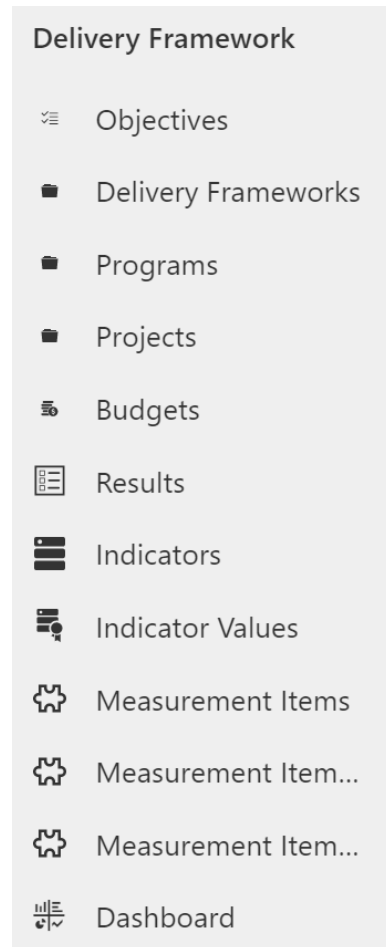 Delivery Framework
Objectives
Delivery Frameworks
Programs
Projects
Budgets
Results
Indicators
Indicator Values
Measurement Items
Measurement Item...
Measurement Item...
Dashboard